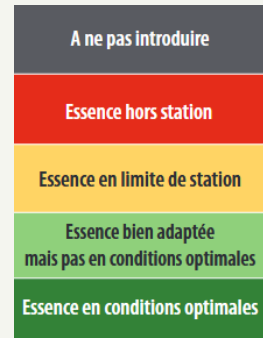 A ne pas introduire
Essence hors station
Essence en limite de station
Essence bien adaptée
mais pas en conditions optimales
Essence en conditions optimales